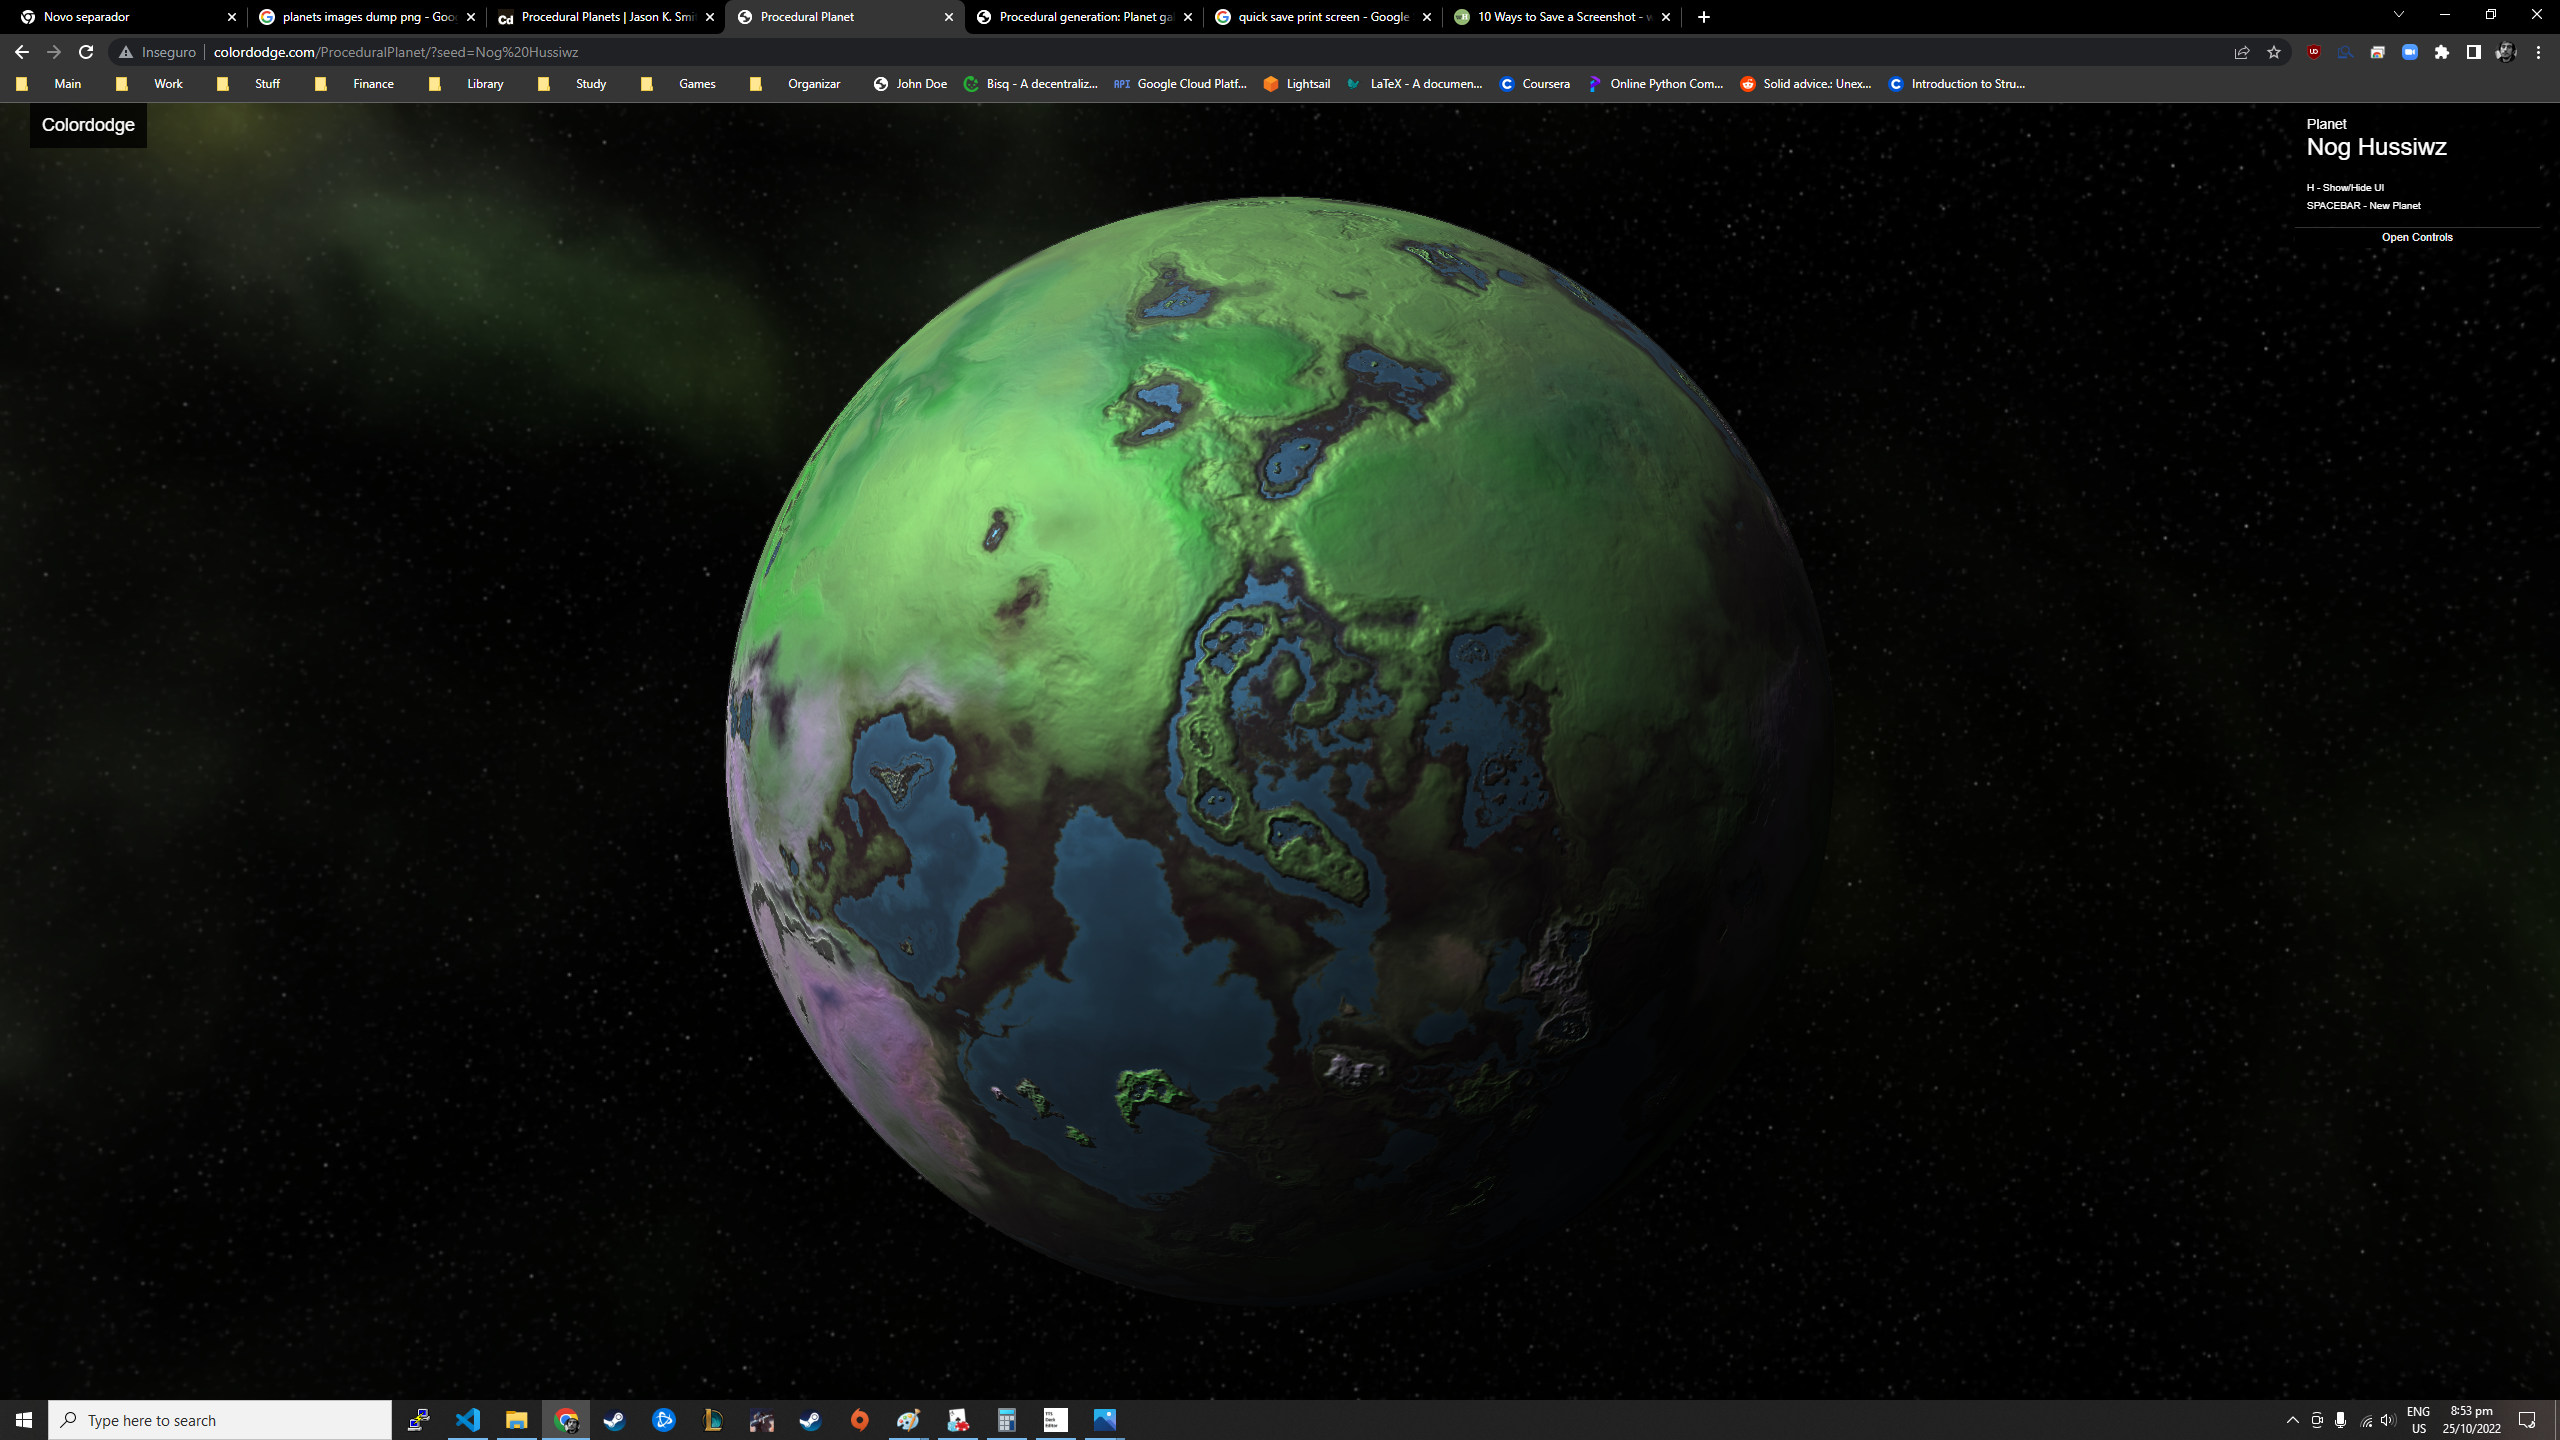 Novo separador
planets images dump png - Goo
Procedural Planets | Jason K. Smi
Procedural Planet
Procedural generation: Planet ga
quick save print screen - Google
10 Ways to Save a Screenshot - w
Inseguro
colordodge.com/ProceduralPlanet/?seed=Nog%20Hussiwz
Main
Work
Stuff
Finance
Library
Study
Games
Organizar
John Doe
Bisq - A decentraliz...
API Google Cloud Platf...
Lightsail
LaTeX - A documen...
Coursera
Online Python Com...
Solid advice.: Unex...
Introduction to Stru...
Colordodge
Planet
Nog Hussiwz
H - Show/Hide UI
SPACEBAR - New Planet
Open Controls
Type here to search
TTS
Deck
Editor
ENG
US
8:53 pm
25/10/2022